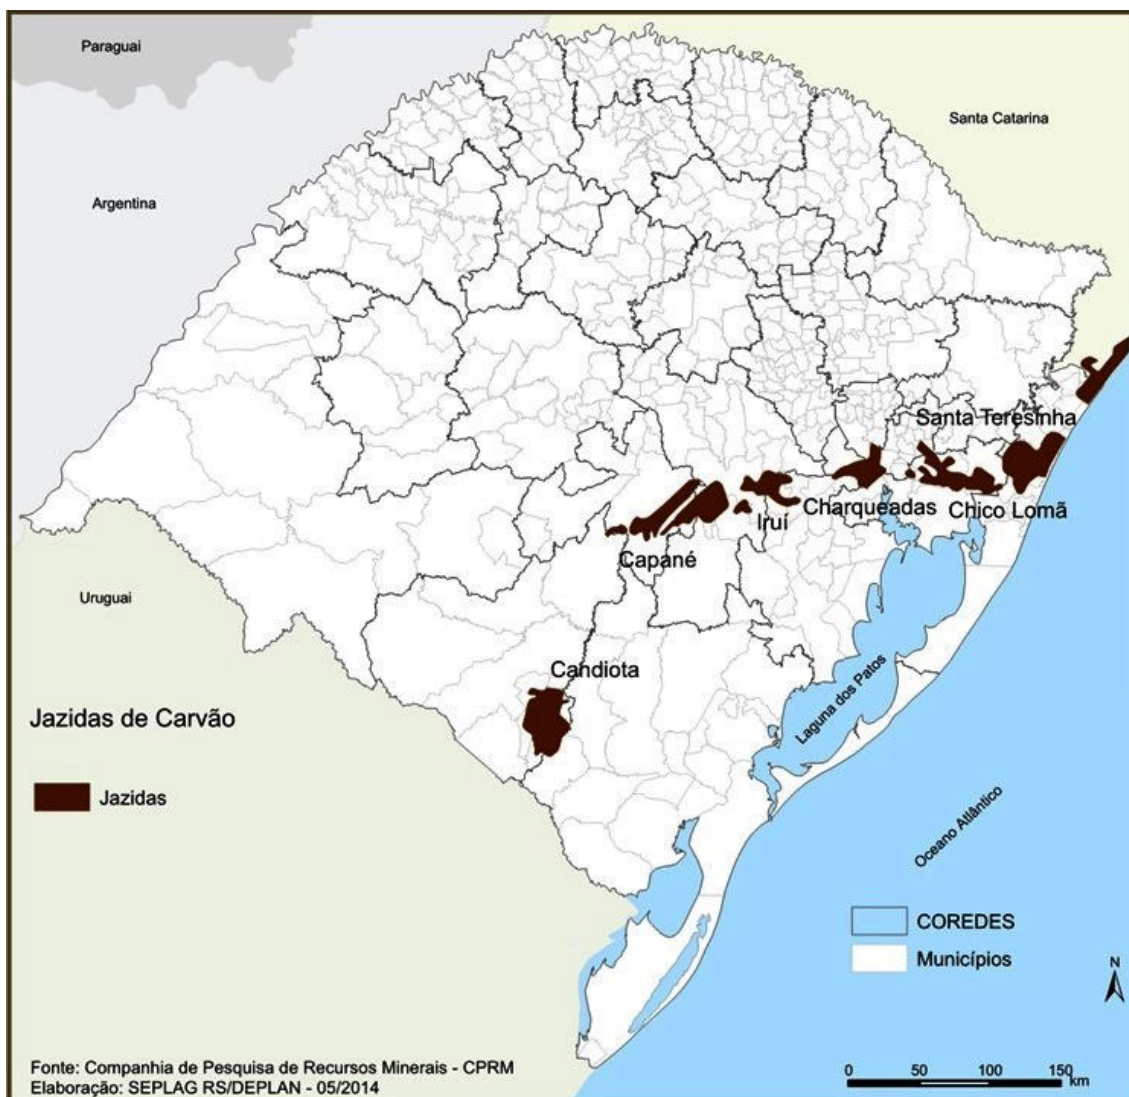 Paraguai
Santa Catarina
Argentina
Santa Teresinha
Charqueadas
Chico Lomã
Iruí
Capané
Uruguai
Candiota
Laguna dos Patos
Jazidas de Carvão
Jazidas
Oceano Atlântico
COREDES
Municípios
N
Fonte: Companhia de Pesquisa de Recursos Minerais - CPRM
Elaboração: SEPLAG RS/DEPLAN - 05/2014
0 50 100 150
km